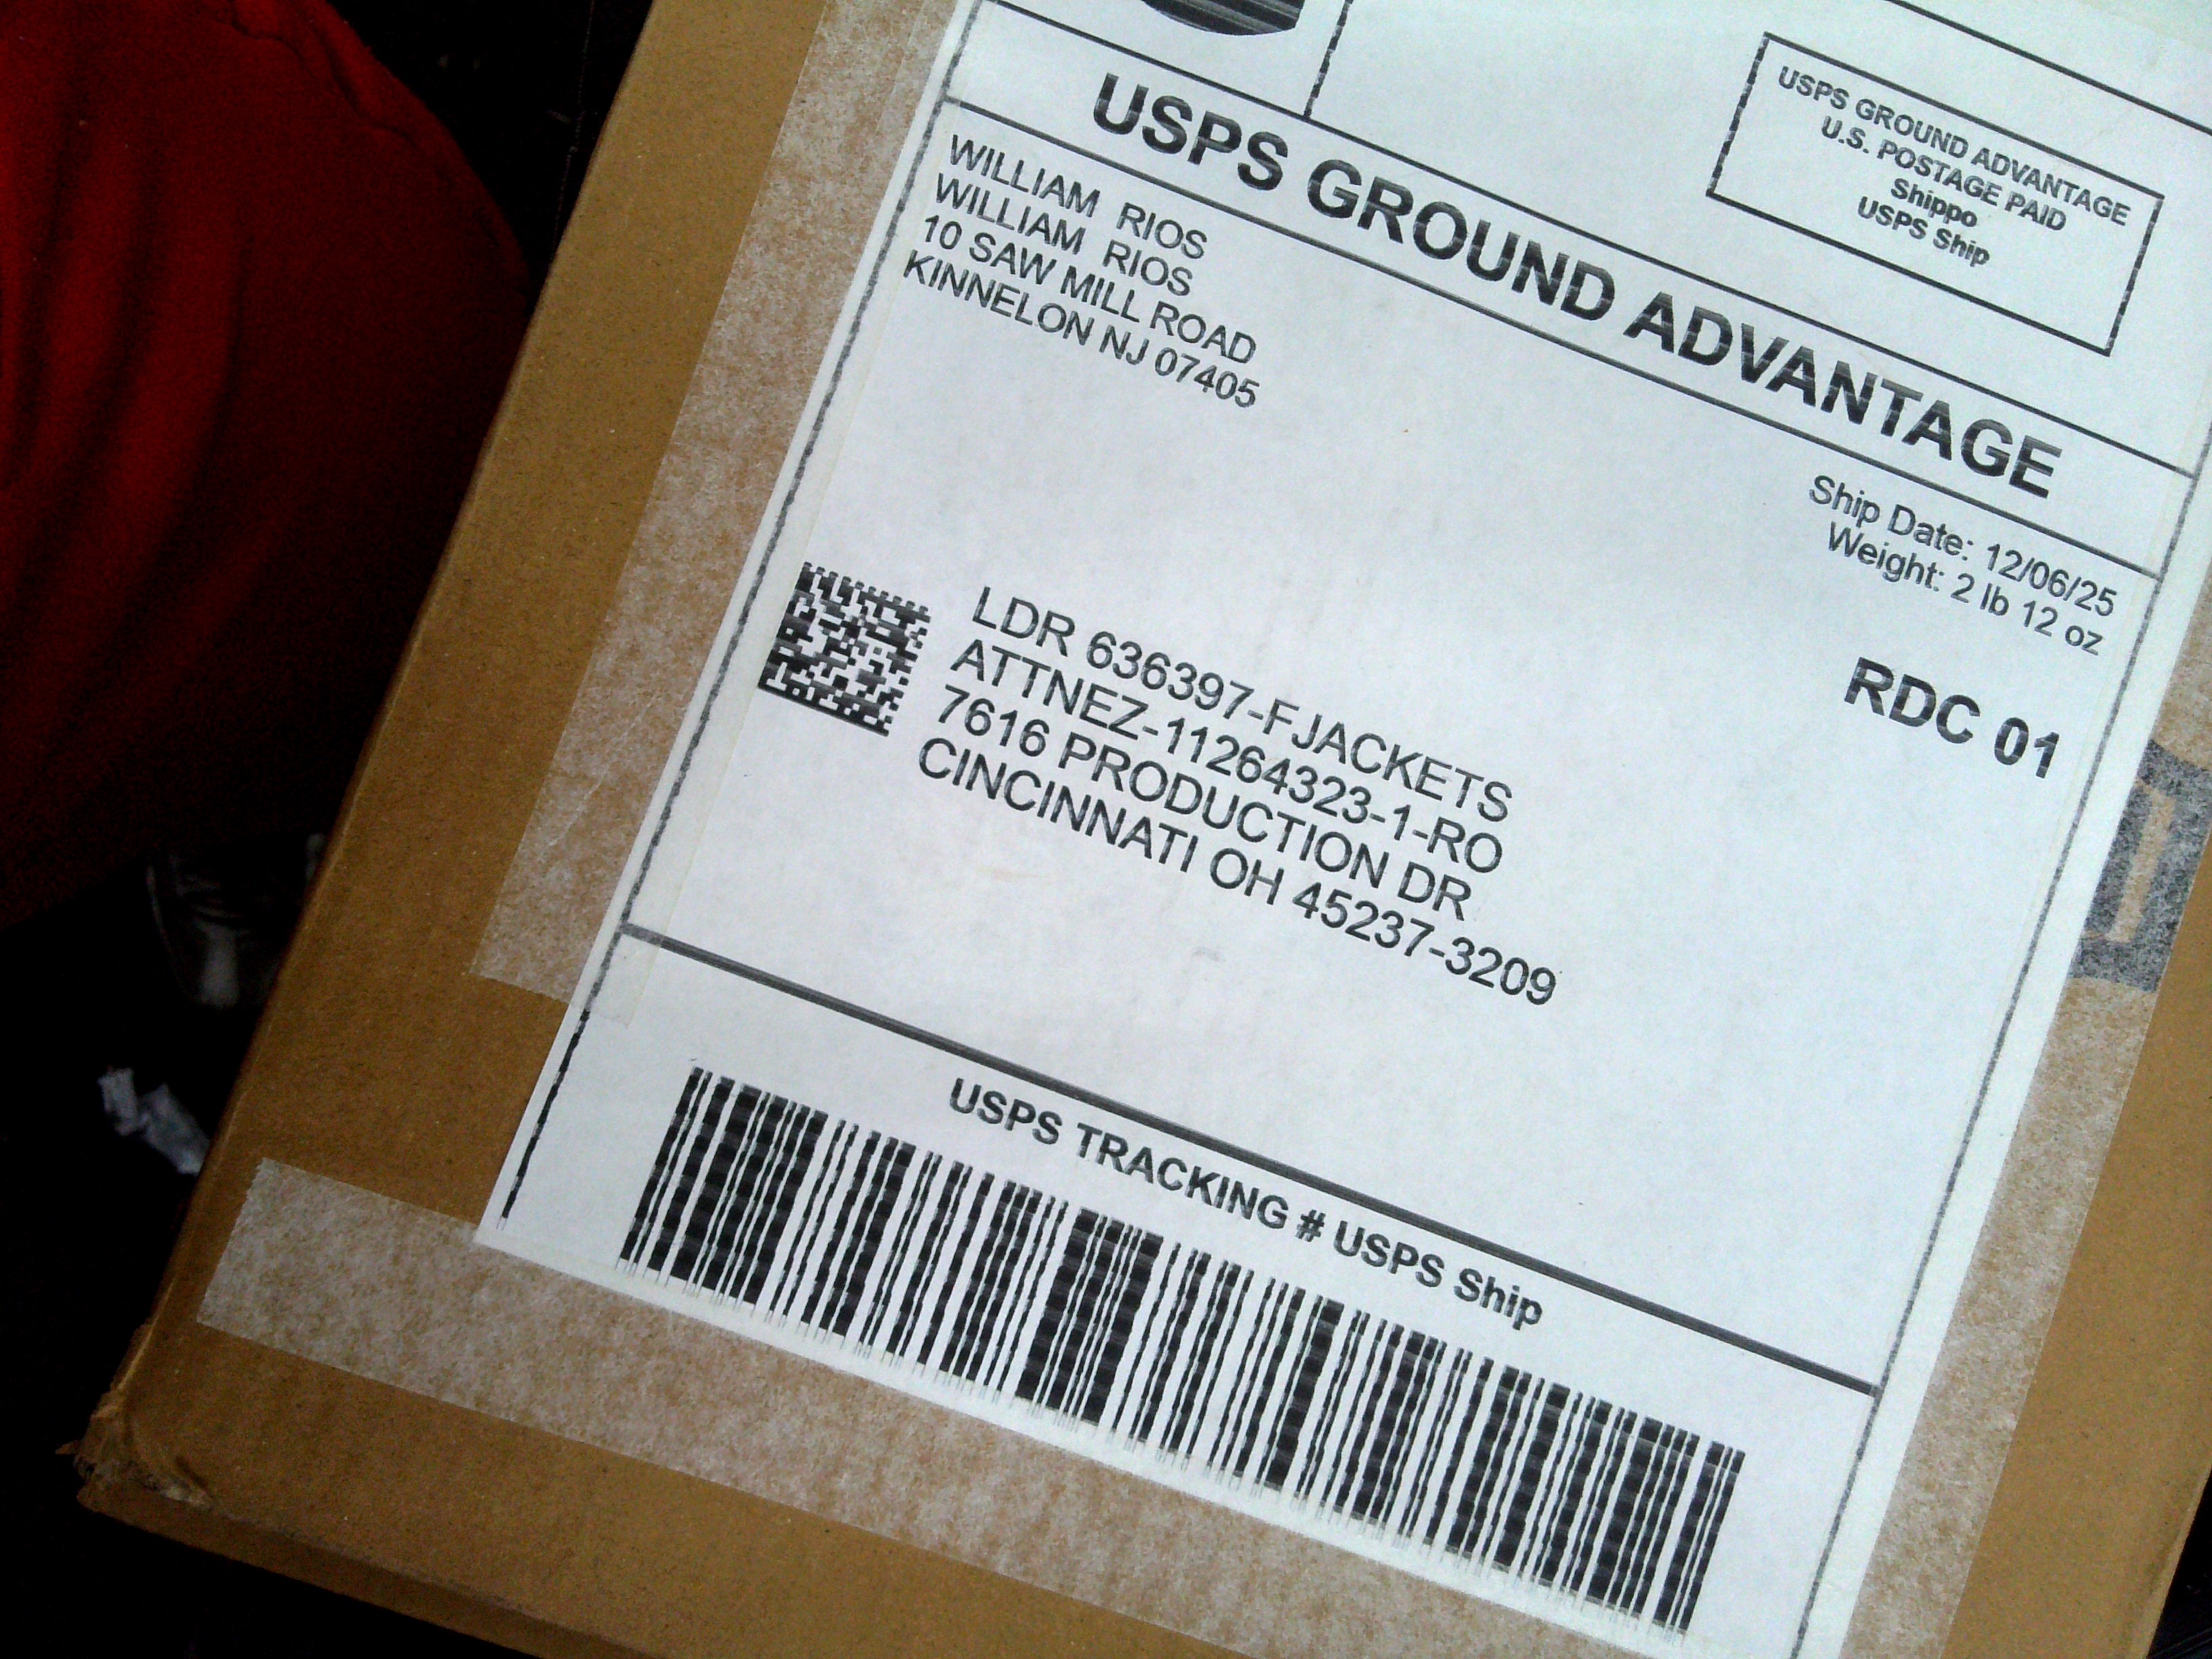 USPS GROUND ADVANTAGE
U.S. POSTAGE PAID
Shippo
USPS Ship
USPS GROUND ADVANTAGE
WILLIAM RIOS
WILLIAM RIOS
10 SAW MILL ROAD
KINNELON NJ 07405
Ship Date: 12/06/25
Weight: 2 lb 12 oz
RDC 01
LDR 636397-FJACKETS
ATTNEZ-11264323-1-RO
7616 PRODUCTION DR
CINCINNATI OH 45237-3209
USPS TRACKING # USPS Ship